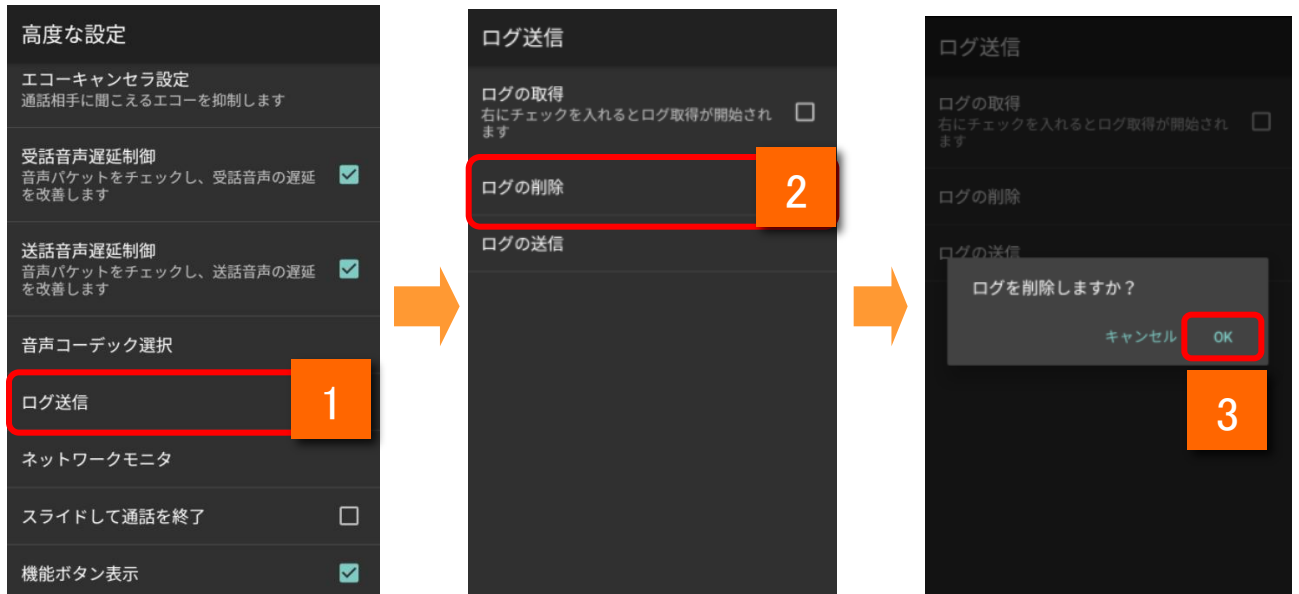 高度な設定
エコーキャンセラ設定
通話相手に聞こえるエコーを抑制します
受話音声遅延制御
音声パケットをチェックし、受話音声の遅延
を改善します
送話音声遅延制御
音声パケットをチェックし、送話音声の遅延
を改善します
音声コーデック選択
ログ送信
1
ネットワークモニタ
スライドして通話を終了
機能ボタン表示
ログ送信
ログの取得
右にチェックを入れるとログ取得が開始され
ます
ログの削除
2
ログの送信
ログ送信
ログの取得
右にチェックを入れるとログ取得が開始され
ます
ログの削除
ログの送信
ログを削除しますか？
キャンセル OK
3